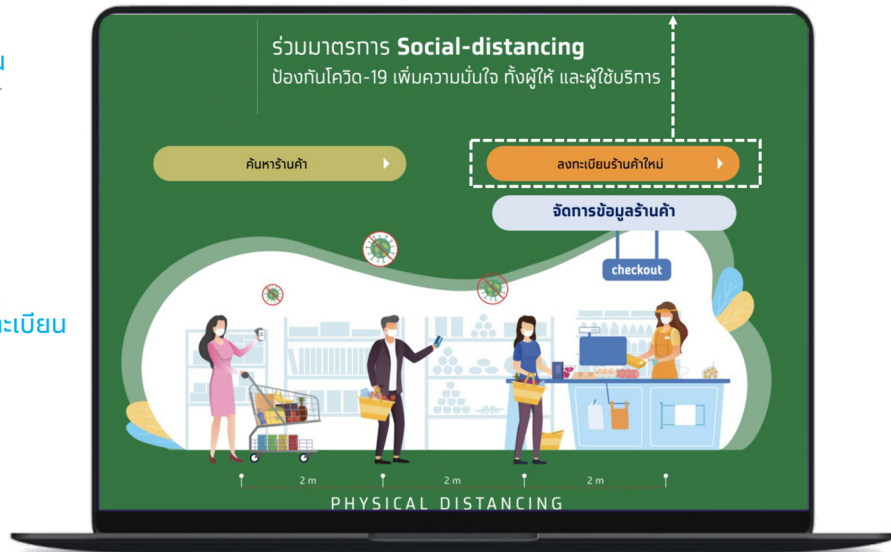 ร่วมมาตรการ Social-distancing
ป้องกันโควิด-19 เพิ่มความมั่นใจ ทั้งผู้ให้ และผู้ใช้บริการ
ค้นหาร้านค้า
ลงทะเบียนร้านค้าใหม่
จัดการข้อมูลร้านค้า
checkout
2 m
2 m
2 m
PHYSICAL DISTANCING